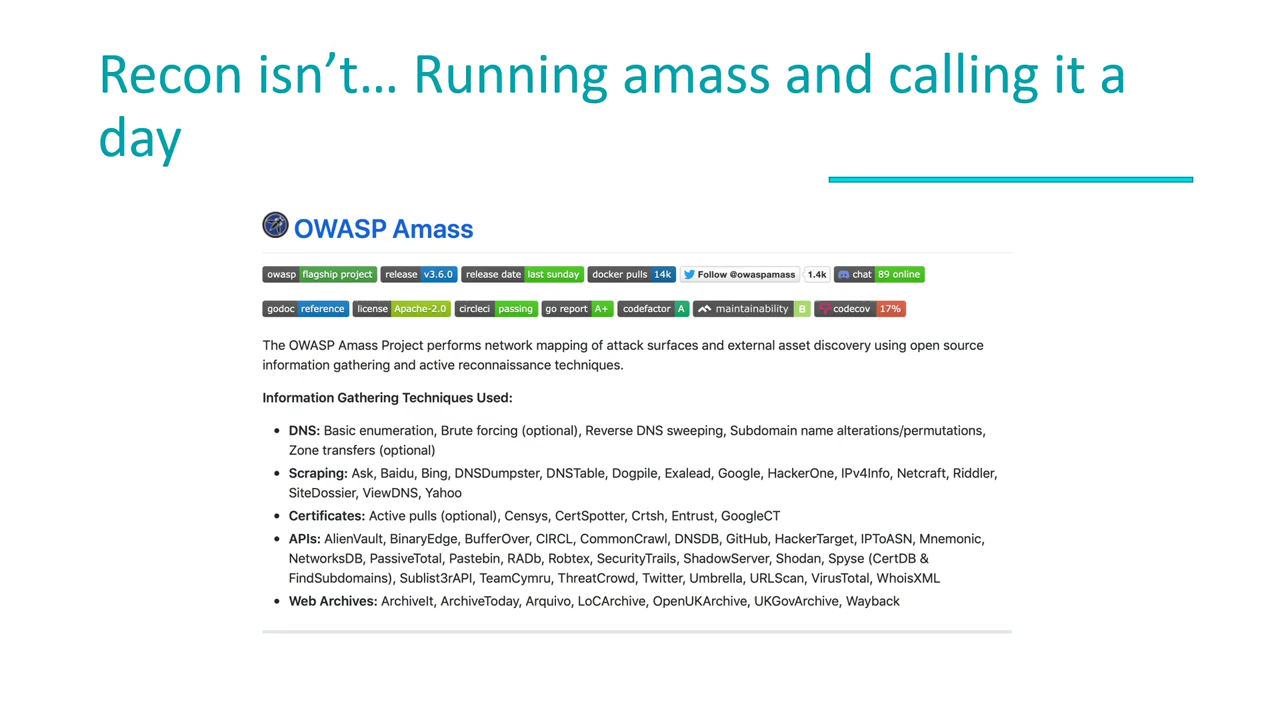 Recon isn’t… Running amass and calling it a
day
OWASP Amass
owasp flagship project release v3.6.0 release date last sunday docker pulls 14k Follow @owaspamass 1.4k chat 89 online
godoc reference license Apache-2.0 circleci passing go report A+ codefactor A maintainability B codecov 17%
The OWASP Amass Project performs network mapping of attack surfaces and external asset discovery using open source
information gathering and active reconnaissance techniques.
Information Gathering Techniques Used:
• DNS: Basic enumeration, Brute forcing (optional), Reverse DNS sweeping, Subdomain name alterations/permutations,
Zone transfers (optional)
• Scraping: Ask, Baidu, Bing, DNSDumpster, DNSTable, Dogpile, Exalead, Google, HackerOne, IPv4Info, Netcraft, Riddler,
SiteDossier, ViewDNS, Yahoo
• Certificates: Active pulls (optional), Censys, CertSpotter, Crtsh, Entrust, GoogleCT
• APIs: AlienVault, BinaryEdge, BufferOver, CIRCL, CommonCrawl, DNSDB, GitHub, HackerTarget, IPToASN, Mnemonic,
NetworksDB, PassiveTotal, Pastebin, RADb, Robtex, SecurityTrails, ShadowServer, Shodan, Spyse (CertDB &
FindSubdomains), Sublist3rAPI, TeamCymru, ThreatCrowd, Twitter, Umbrella, URLScan, VirusTotal, WhoisXML
• Web Archives: ArchiveIt, ArchiveToday, Arquivo, LoCArchive, OpenUKArchive, UKGovArchive, Wayback